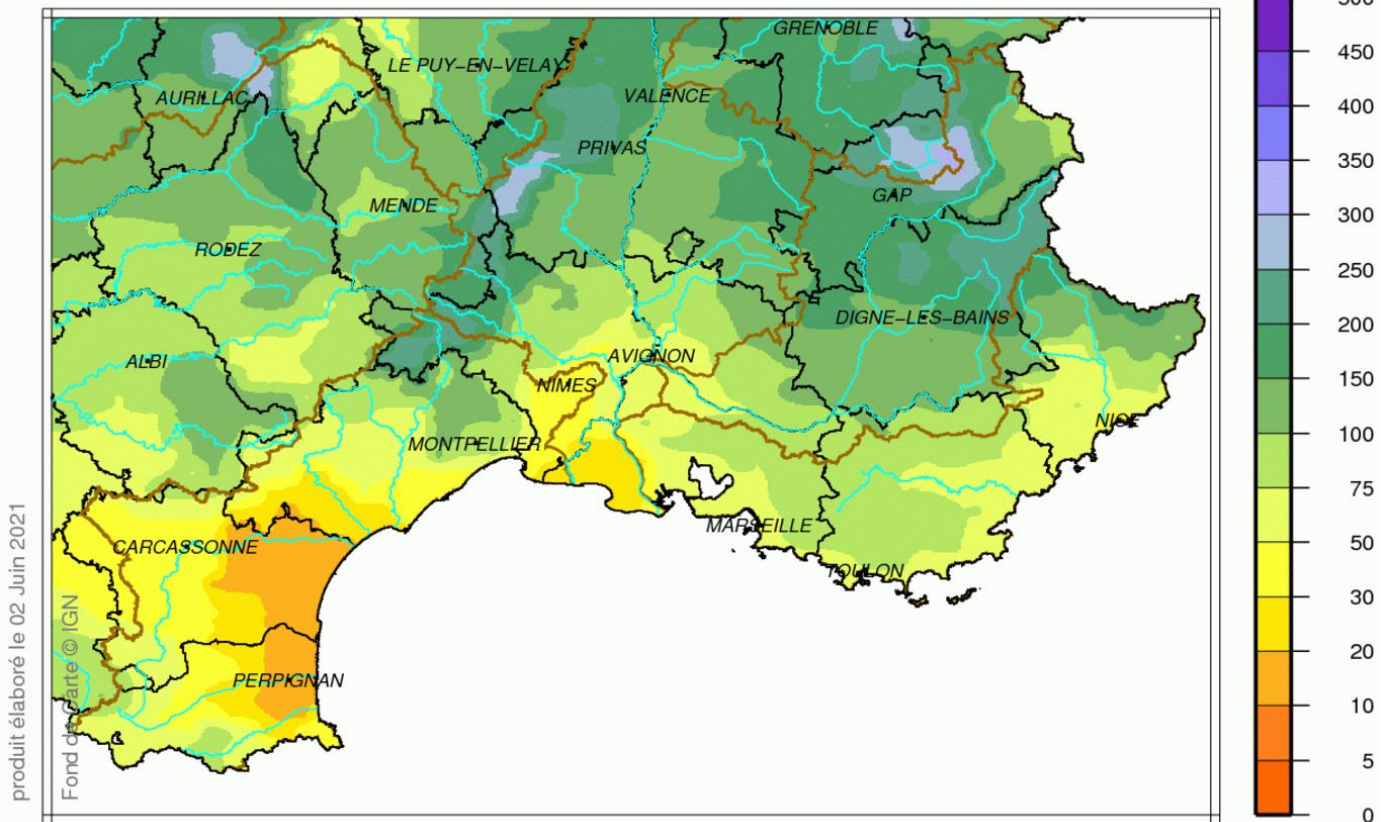 GRENOBLE
LE PUY-EN-VELAY
AURILLAC
VALENCE
PRIVAS
GAP
MENDE
RODEZ
DIGNE-LES-BAINS
AVIGNON
ALBI
NIMES
NICE
MONTPELLIER
MARSEILLE
CARCASSONNE
TOULON
PERPIGNAN
produit élaboré le 02 Juin 2021
Fond de Carte © IGN
500
450
400
350
300
250
200
150
100
75
50
30
20
10
5
0